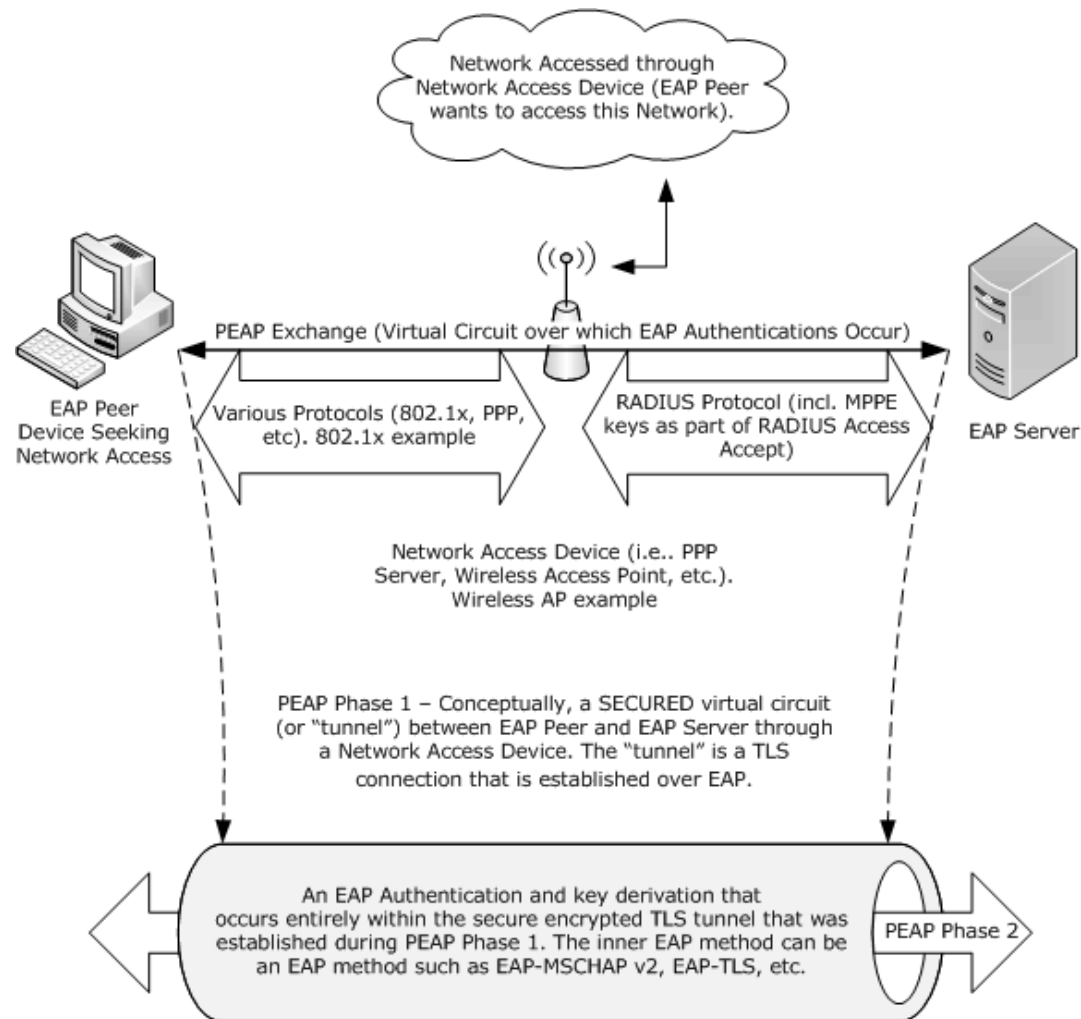 Network Accessed through
Network Access Device (EAP Peer
wants to access this Network).
PEAP Exchange (Virtual Circuit over which EAP Authentications Occur)
EAP Peer
Device Seeking
Network Access
Various Protocols (802.1x, PPP,
etc). 802.1x example
RADIUS Protocol (incl. MPPE
keys as part of RADIUS Access
Accept)
EAP Server
Network Access Device (i.e.. PPP
Server, Wireless Access Point, etc.).
Wireless AP example
PEAP Phase 1 – Conceptually, a SECURED virtual circuit
(or “tunnel”) between EAP Peer and EAP Server through
a Network Access Device. The “tunnel” is a TLS
connection that is established over EAP.
An EAP Authentication and key derivation that
occurs entirely within the secure encrypted TLS tunnel that was
established during PEAP Phase 1. The inner EAP method can be
an EAP method such as EAP-MSCHAP v2, EAP-TLS, etc.
PEAP Phase 2